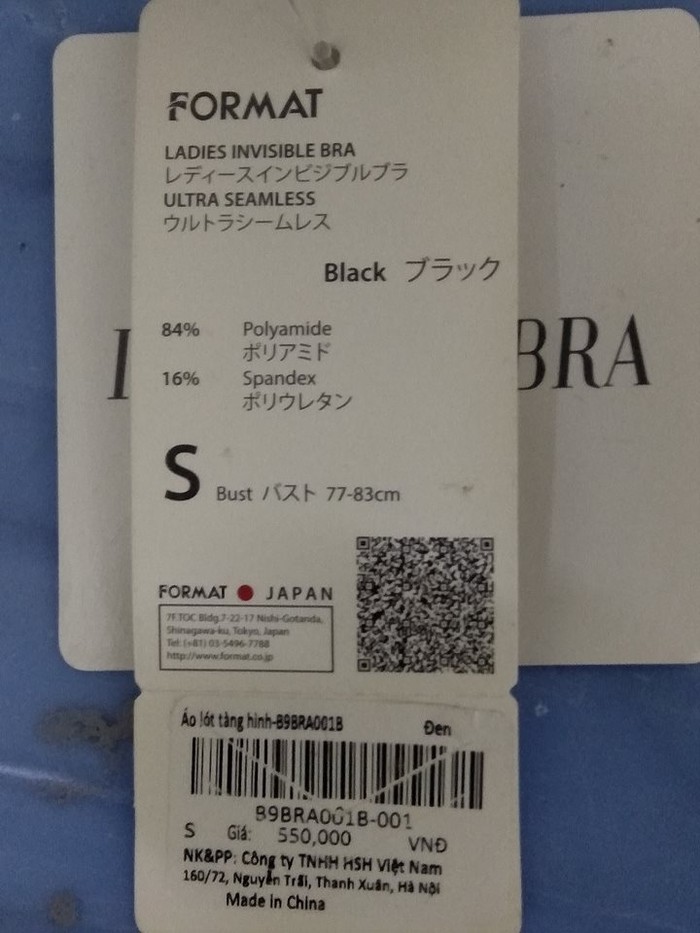 FORMAT
LADIES INVISIBLE BRA
レディースインビジブルブラ
ULTRA SEAMLESS
ウルトラシームレス
Black ブラック
84% Polyamide
ポリアミド
16% Spandex
ポリウレタン
S Bust バスト 77-83cm
FORMAT JAPAN
7F.TOC Bldg.7-22-17 Nishi-Gotanda,
Shinagawa-ku, Tokyo, Japan
Tel: (+81) 03-5496-7788
http://www.format.co.jp
BRA
Áo lót tàng hình-B9BRA001B Đen
B9BRA001B-001
S Giá: 550,000 VNĐ
NK&PP: Công ty TNHH HSH Việt Nam
160/72, Nguyễn Trãi, Thanh Xuân, Hà Nội
Made in China